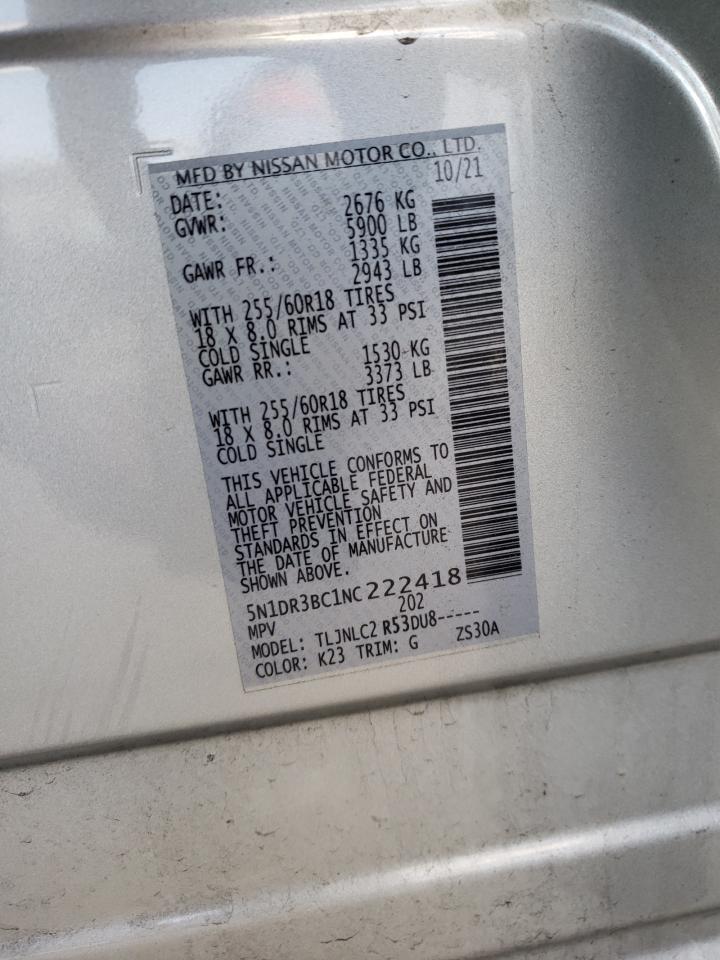 MFD BY NISSAN MOTOR CO., LTD.
DATE: 10/21
GVWR: 2676 KG
5900 LB
GAWR FR.: 1335 KG
2943 LB
WITH 255/60R18 TIRES
18 X 8.0 RIMS AT 33 PSI
COLD SINGLE
GAWR RR.: 1530 KG
3373 LB
WITH 255/60R18 TIRES
18 X 8.0 RIMS AT 33 PSI
COLD SINGLE
THIS VEHICLE CONFORMS TO
ALL APPLICABLE FEDERAL
MOTOR VEHICLE SAFETY AND
THEFT PREVENTION
STANDARDS IN EFFECT ON
THE DATE OF MANUFACTURE
SHOWN ABOVE.
5N1DR3BC1NC222418
MPV 202
MODEL: TLJNLC2 R53DU8-----
COLOR: K23 TRIM: G ZS30A